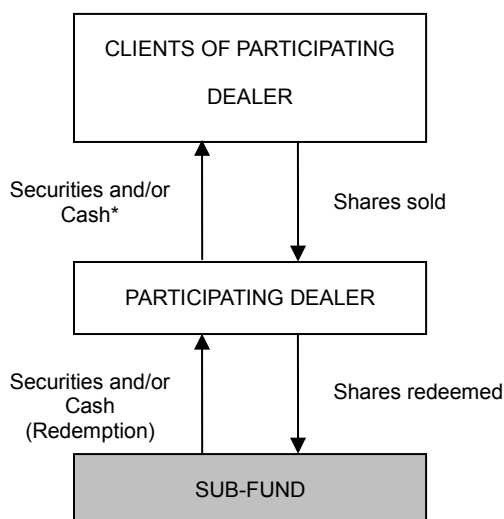 CLIENTS OF PARTICIPATING
DEALER
Securities and/or
Cash*
Shares sold
PARTICIPATING DEALER
Securities and/or
Cash
(Redemption)
Shares redeemed
SUB-FUND